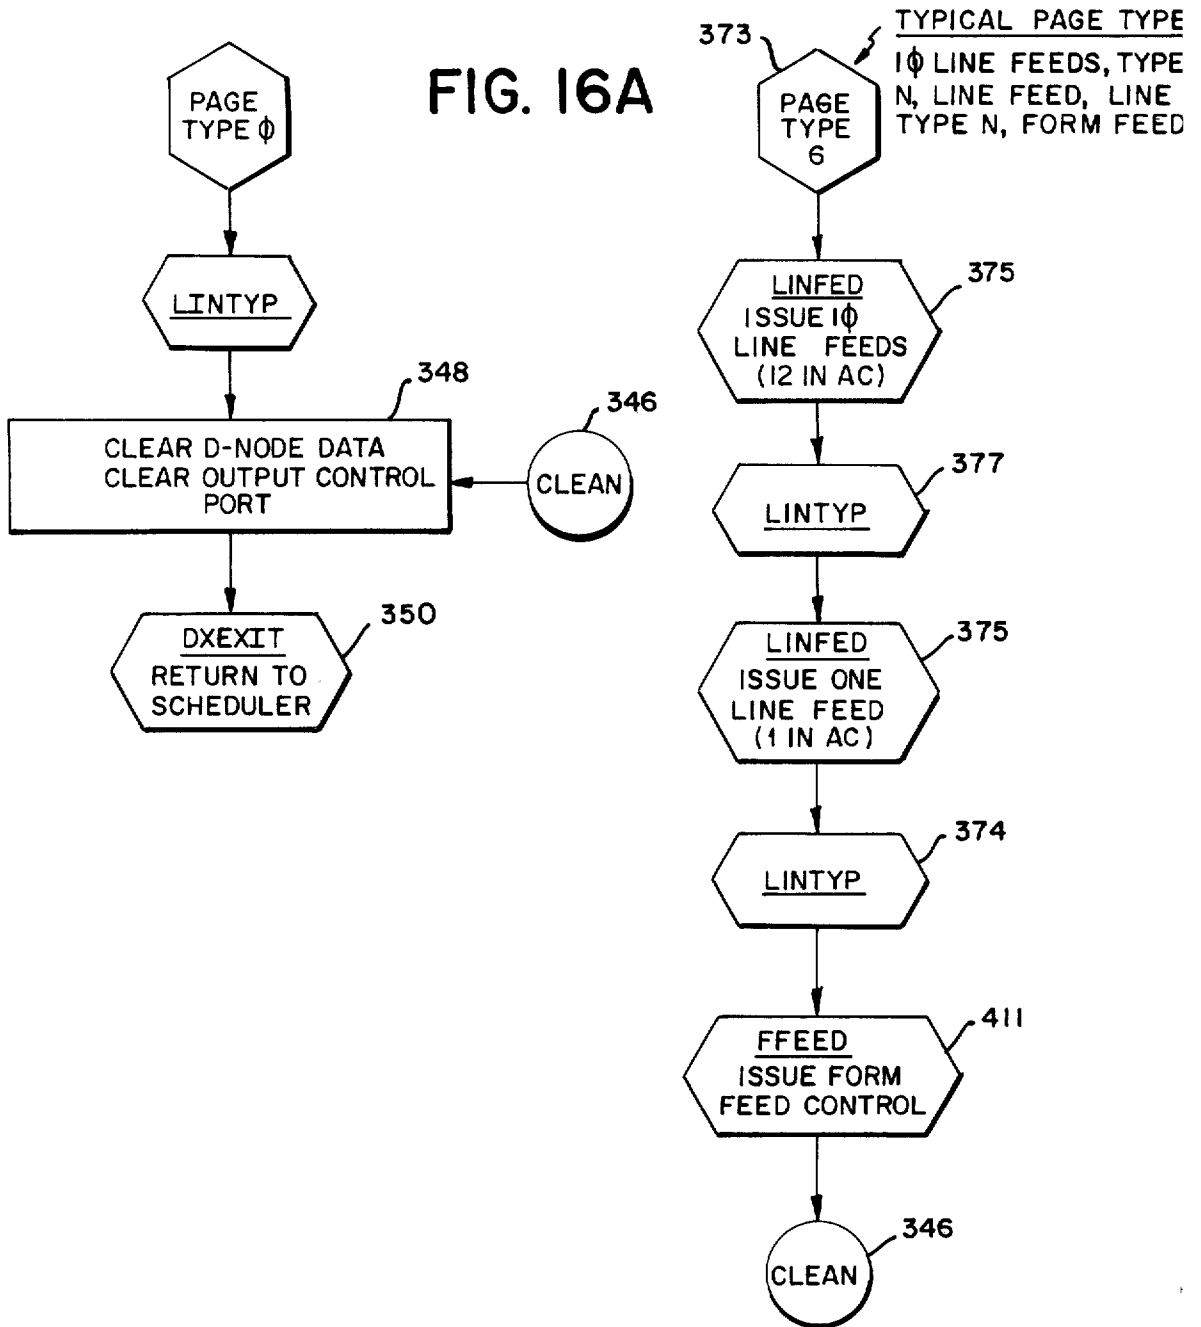 FIG. 16A
PAGE
TYPE ϕ
LINTYP
348
CLEAR D-NODE DATA
CLEAR OUTPUT CONTROL
PORT
346
CLEAN
350
DXEXIT
RETURN TO
SCHEDULER
373
TYPICAL PAGE TYPE
1ϕ LINE FEEDS, TYPE
N, LINE FEED, LINE
TYPE N, FORM FEED
PAGE
TYPE
6
375
LINFED
ISSUE 1ϕ
LINE FEEDS
(12 IN AC)
377
LINTYP
375
LINFED
ISSUE ONE
LINE FEED
(1 IN AC)
374
LINTYP
411
FFEED
ISSUE FORM
FEED CONTROL
346
CLEAN